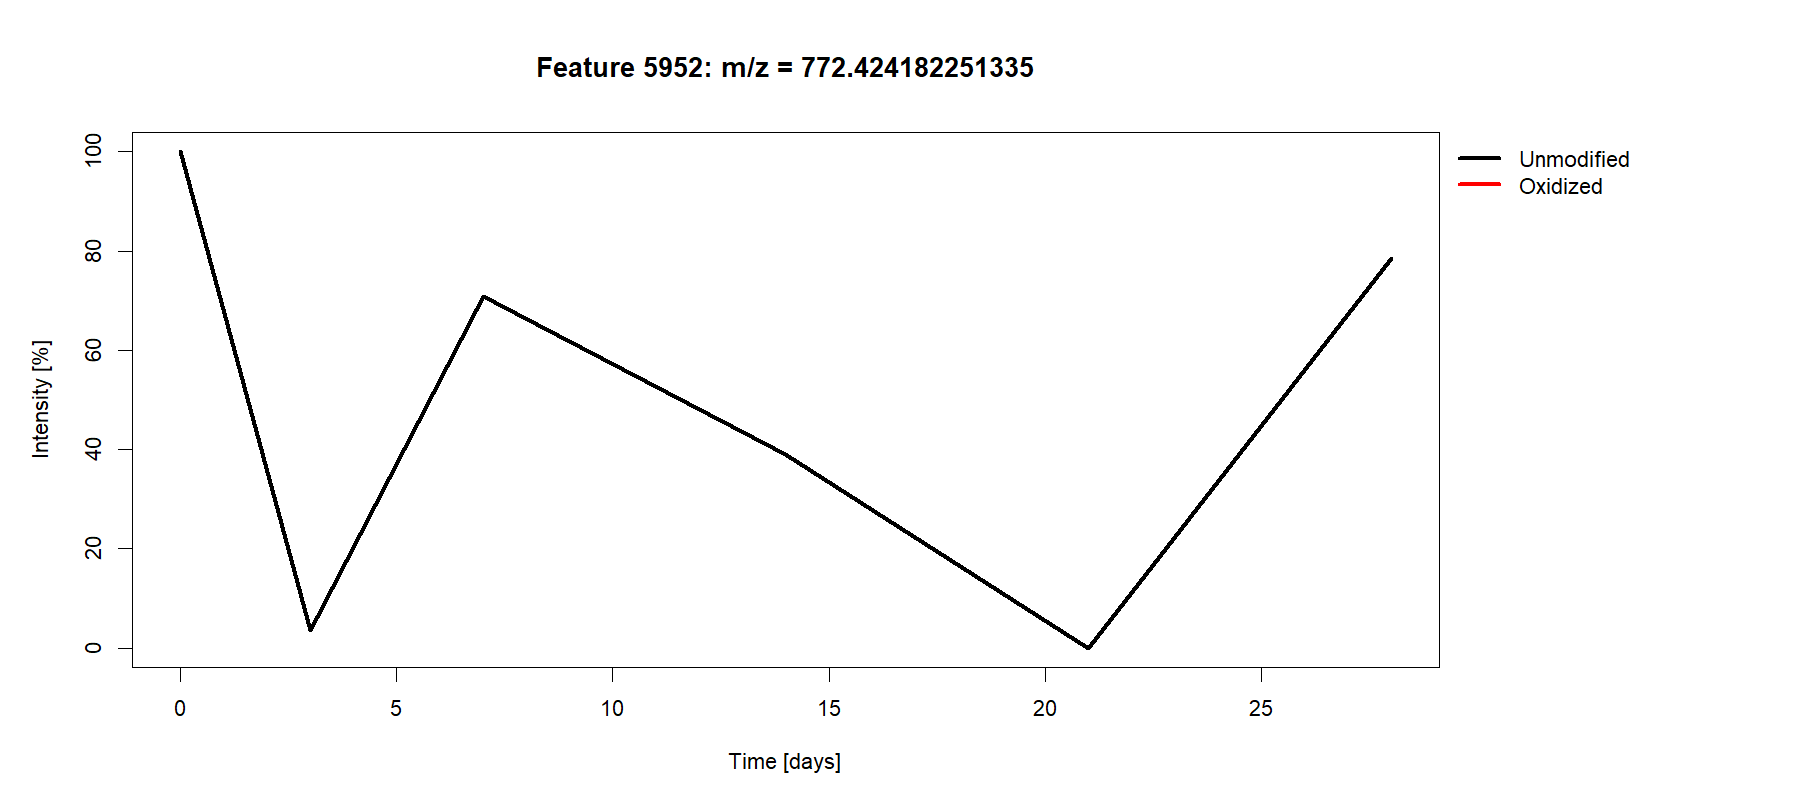 Feature 5952: m/z = 772.424182251335
Unmodified
Oxidized
Intensity [%]
100
80
60
40
20
0
0 5 10 15 20 25
Time [days]